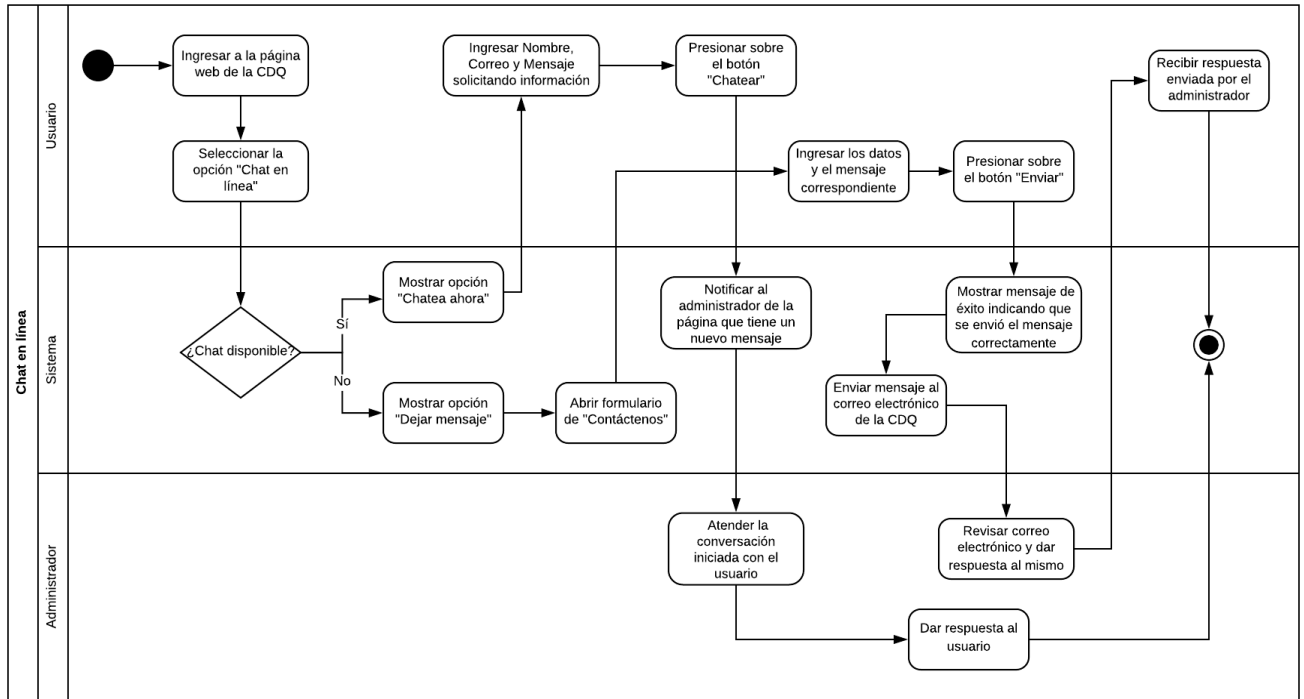 Chat en línea
Usuario
Ingresar a la página
web de la CDQ
Seleccionar la
opción "Chat en
línea"
Ingresar Nombre,
Correo y Mensaje
solicitando información
Presionar sobre
el botón
"Chatear"
Ingresar los datos
y el mensaje
correspondiente
Presionar sobre
el botón "Enviar"
Recibir respuesta
enviada por el
administrador
Sistema
¿Chat disponible?
Sí
No
Mostrar opción
"Chatea ahora"
Mostrar opción
"Dejar mensaje"
Abrir formulario
de "Contáctenos"
Notificar al
administrador de la
página que tiene un
nuevo mensaje
Mostrar mensaje de
éxito indicando que
se envió el mensaje
correctamente
Enviar mensaje al
correo electrónico
de la CDQ
Administrador
Atender la
conversación
iniciada con el
usuario
Revisar correo
electrónico y dar
respuesta al mismo
Dar respuesta al
usuario